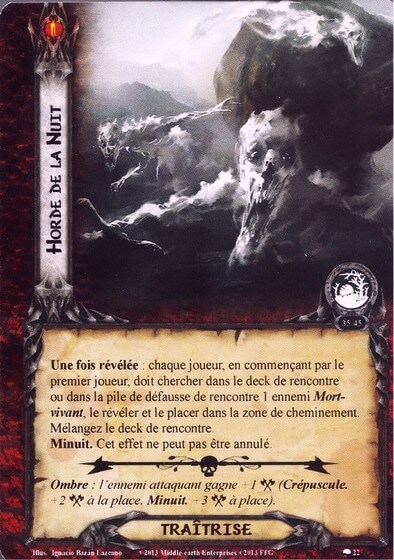 HORDE DE LA NUIT
35-45
Une fois révélée : chaque joueur, en commençant par le
premier joueur, doit chercher dans le deck de rencontre
ou dans la pile de défausse de rencontre 1 ennemi Mort-
vivant, le révéler et le placer dans la zone de cheminement.
Mélangez le deck de rencontre.
Minuit. Cet effet ne peut pas être annulé.
Ombre : l'ennemi attaquant gagne +1 (Crépuscule.
+2 à la place. Minuit. +3 à place).
TRAÎTRISE
Illus. Ignacio Bazan Lazcano © 2013 Middle-earth Enterprises © 2013 FFG 22